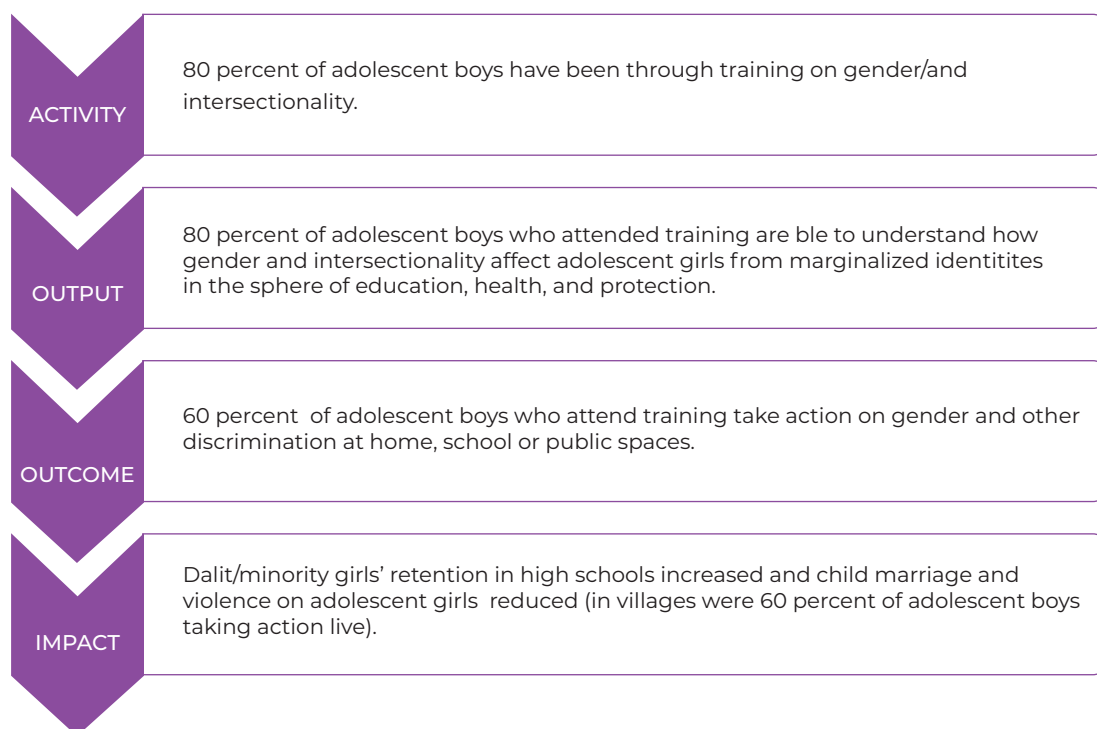 ACTIVITY
80 percent of adolescent boys have been through training on gender/and
intersectionality.
OUTPUT
80 percent of adolescent boys who attended training are ble to understand how
gender and intersectionality affect adolescent girls from marginalized identitites
in the sphere of education, health, and protection.
OUTCOME
60 percent  of adolescent boys who attend training take action on gender and other
discrimination at home, school or public spaces.
IMPACT
Dalit/minority girls’ retention in high schools increased and child marriage and
violence on adolescent girls  reduced (in villages were 60 percent of adolescent boys
taking action live).